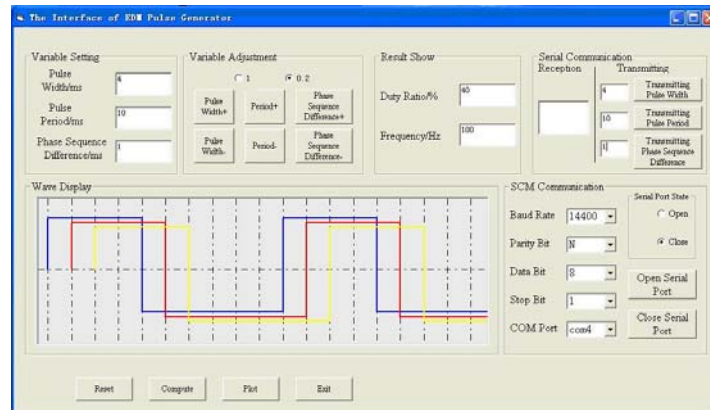 The Interface of EDM Pulse Generator
Variable Setting
Pulse
Width/ms
4
Pulse
Period/ms
10
Phase Sequence
Difference/ms
1
Variable Adjustment
1
0.2
Pulse
Width+
Period+
Phase
Sequence
Difference+
Pulse
Width-
Period-
Phase
Sequence
Difference-
Result Show
Duty Ratio/%
40
Frequency/Hz
100
Serial Communication
Reception
Transmitting
4
Transmitting
Pulse Width
10
Transmitting
Pulse Period
1
Transmitting
Phase Sequence
Difference
Wave Display
SCM Communication
Baud Rate
14400
Parity Bit
N
Data Bit
8
Stop Bit
1
COM Port
com4
Serial Port State
Open
Close
Open Serial
Port
Close Serial
Port
Reset
Compute
Plot
Exit